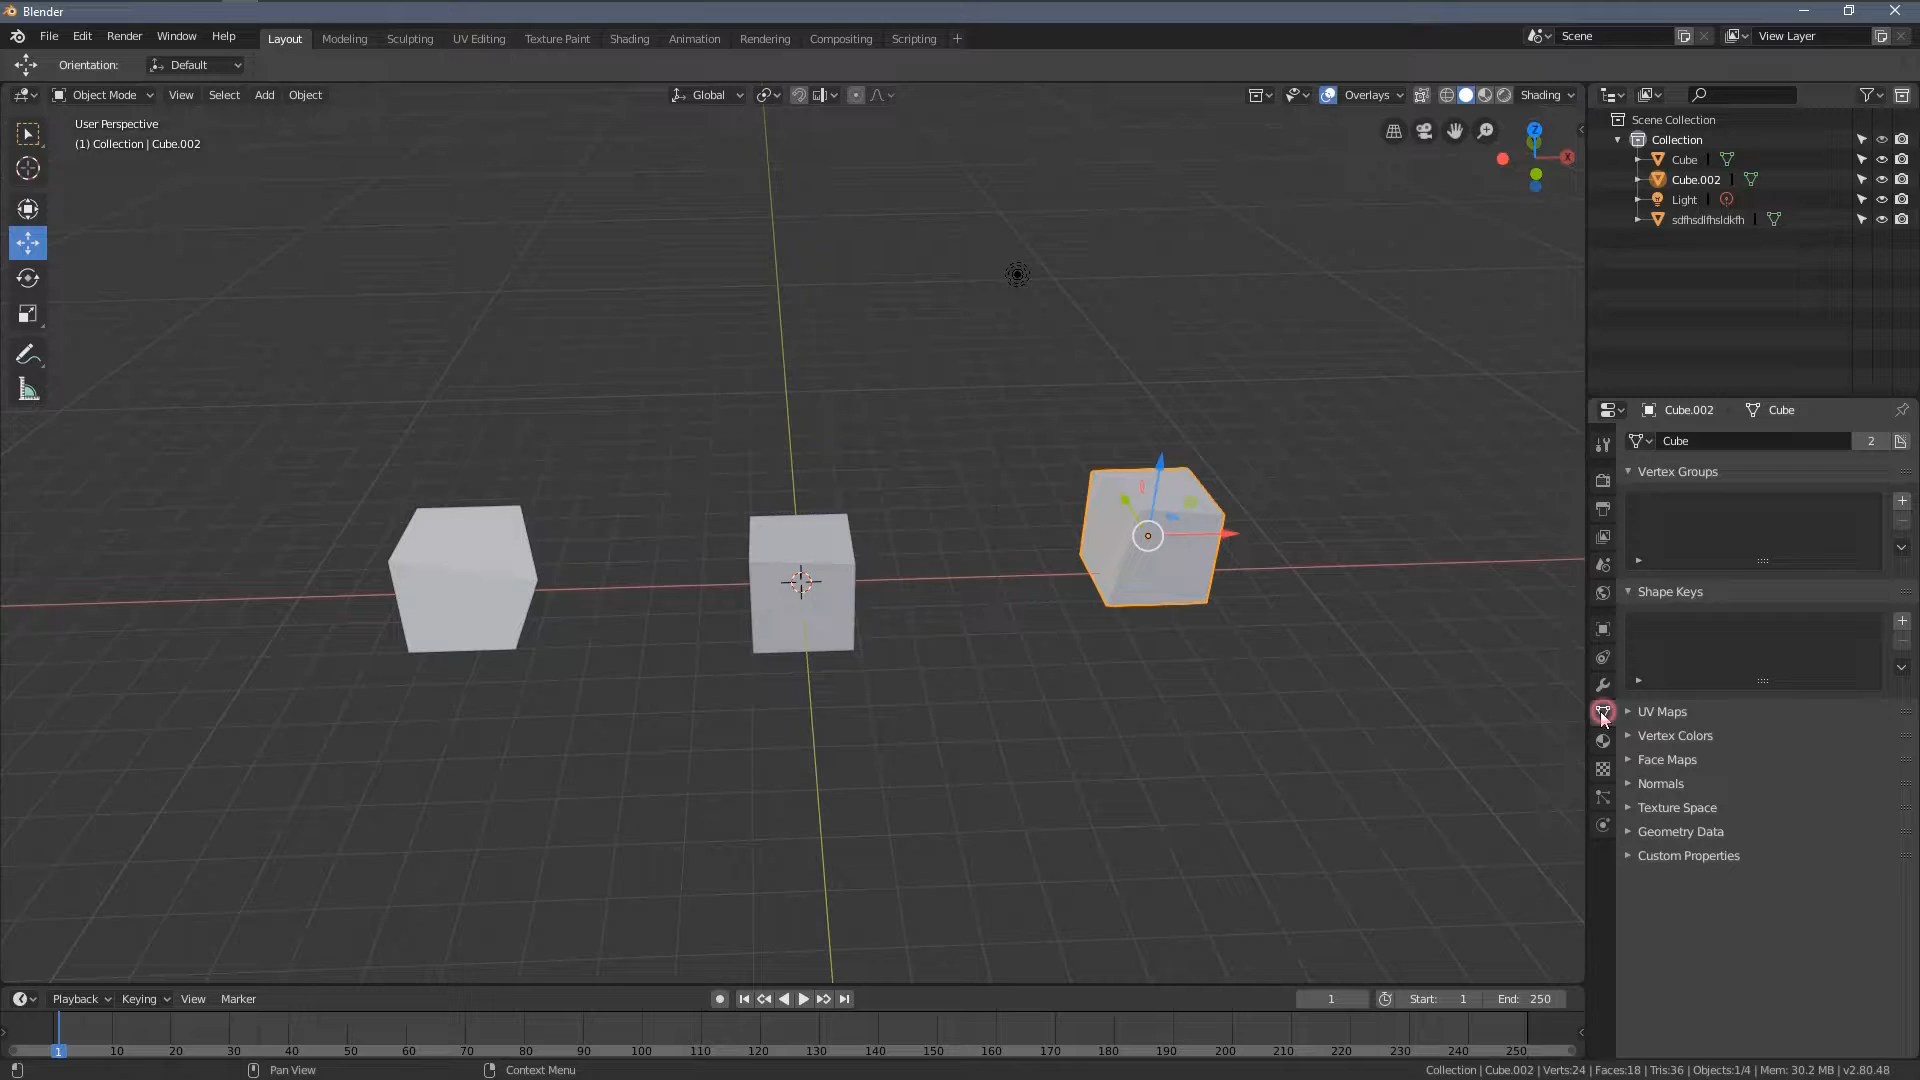 Blender
File Edit Render Window Help Layout Modeling Sculpting UV Editing Texture Paint Shading Animation Rendering Compositing Scripting + Scene View Layer
Orientation: Default
Object Mode View Select Add Object Global Overlays Shading
User Perspective
(1) Collection | Cube.002
Z
X
Scene Collection
Collection
Cube
Cube.002
Light
sdfhsdlfhsldkfh
Cube.002 Cube
Cube 2
Vertex Groups
Shape Keys
UV Maps
Vertex Colors
Face Maps
Normals
Texture Space
Geometry Data
Custom Properties
Playback Keying View Marker 1 Start: 1 End: 250
1 10 20 30 40 50 60 70 80 90 100 110 120 130 140 150 160 170 180 190 200 210 220 230 240 250
Pan View Context Menu Collection | Cube.002 | Verts:24 | Faces:18 | Tris:36 | Objects:1/4 | Mem: 30.2 MB | v2.80.48